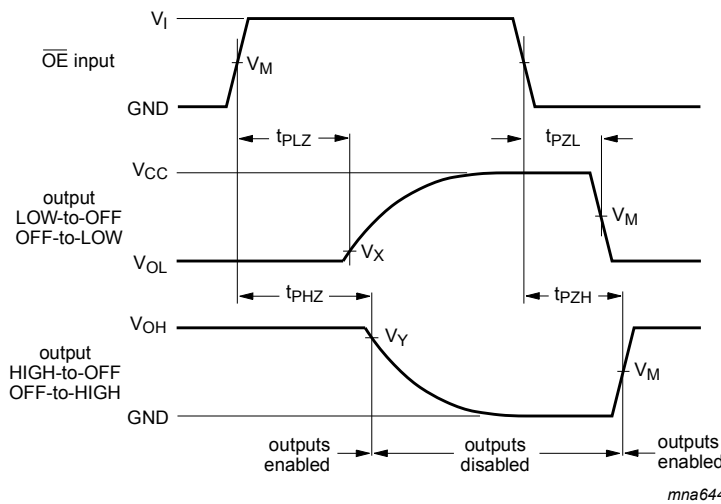 VI
OE input
VM
GND
tPLZ
tPZL
VCC
output
LOW-to-OFF
OFF-to-LOW
VM
VX
VOL
tPHZ
tPZH
VOH
VY
output
HIGH-to-OFF
OFF-to-HIGH
VM
GND
outputs
enabled
outputs
disabled
outputs
enabled
mna644